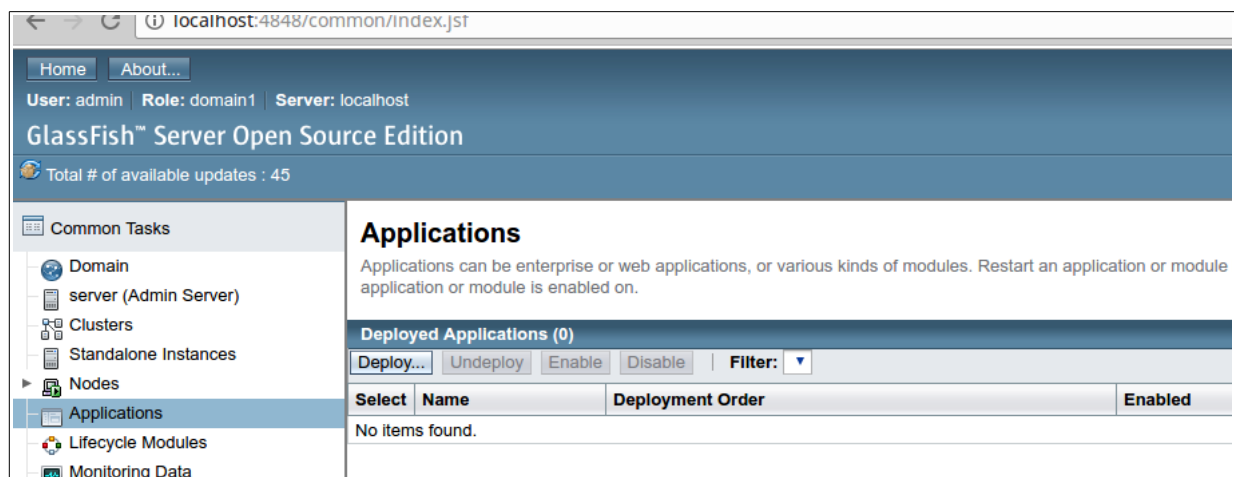 localhost:4848/common/index.jsf
Home About...
User: admin Role: domain1 Server: localhost
GlassFish™ Server Open Source Edition
Total # of available updates : 45
Common Tasks
Domain
server (Admin Server)
Clusters
Standalone Instances
Nodes
Applications
Lifecycle Modules
Monitoring Data
Applications
Applications can be enterprise or web applications, or various kinds of modules. Restart an application or module
application or module is enabled on.
Deployed Applications (0)
Deploy... Undeploy Enable Disable | Filter:
Select Name Deployment Order Enabled
No items found.